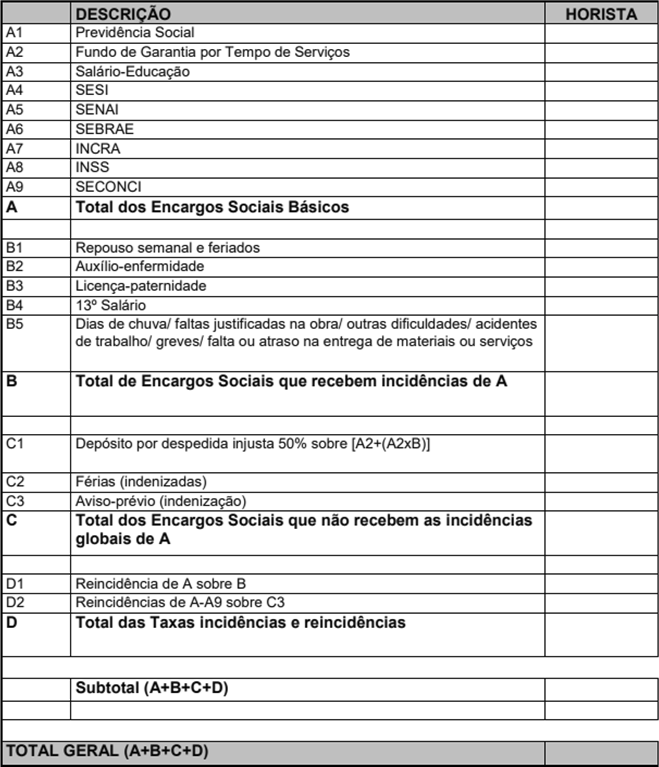 DESCRIÇÃO HORISTA
A1 Previdência Social
A2 Fundo de Garantia por Tempo de Serviços
A3 Salário-Educação
A4 SESI
A5 SENAI
A6 SEBRAE
A7 INCRA
A8 INSS
A9 SECONCI
A Total dos Encargos Sociais Básicos
B1 Repouso semanal e feriados
B2 Auxílio-enfermidade
B3 Licença-paternidade
B4 13º Salário
B5 Dias de chuva/ faltas justificadas na obra/ outras dificuldades/ acidentes
de trabalho/ greves/ falta ou atraso na entrega de materiais ou serviços
B Total de Encargos Sociais que recebem incidências de A
C1 Depósito por despedida injusta 50% sobre [A2+(A2xB)]
C2 Férias (indenizadas)
C3 Aviso-prévio (indenização)
C Total dos Encargos Sociais que não recebem as incidências
globais de A
D1 Reincidência de A sobre B
D2 Reincidências de A-A9 sobre C3
D Total das Taxas incidências e reincidências
Subtotal (A+B+C+D)
TOTAL GERAL (A+B+C+D)